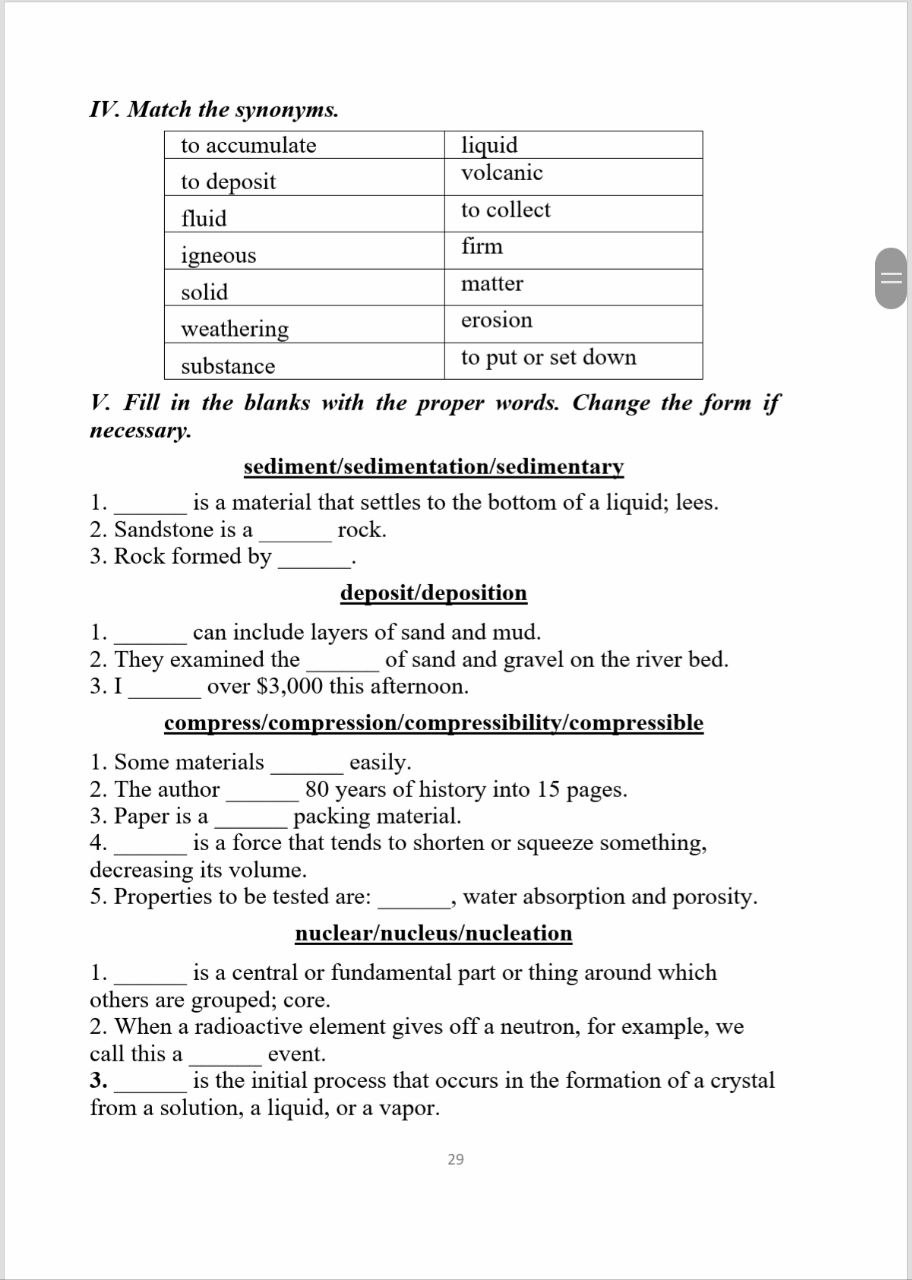 IV. Match the synonyms.
to accumulate liquid
to deposit volcanic
fluid to collect
igneous firm
solid matter
weathering erosion
substance to put or set down
V. Fill in the blanks with the proper words. Change the form if
necessary.
sediment/sedimentation/sedimentary
1. ______ is a material that settles to the bottom of a liquid; lees.
2. Sandstone is a ______ rock.
3. Rock formed by ______.
deposit/deposition
1. ______ can include layers of sand and mud.
2. They examined the ______ of sand and gravel on the river bed.
3. I ______ over $3,000 this afternoon.
compress/compression/compressibility/compressible
1. Some materials ______ easily.
2. The author ______ 80 years of history into 15 pages.
3. Paper is a ______ packing material.
4. ______ is a force that tends to shorten or squeeze something,
decreasing its volume.
5. Properties to be tested are: ______, water absorption and porosity.
nuclear/nucleus/nucleation
1. ______ is a central or fundamental part or thing around which
others are grouped; core.
2. When a radioactive element gives off a neutron, for example, we
call this a ______ event.
3. ______ is the initial process that occurs in the formation of a crystal
from a solution, a liquid, or a vapor.
29